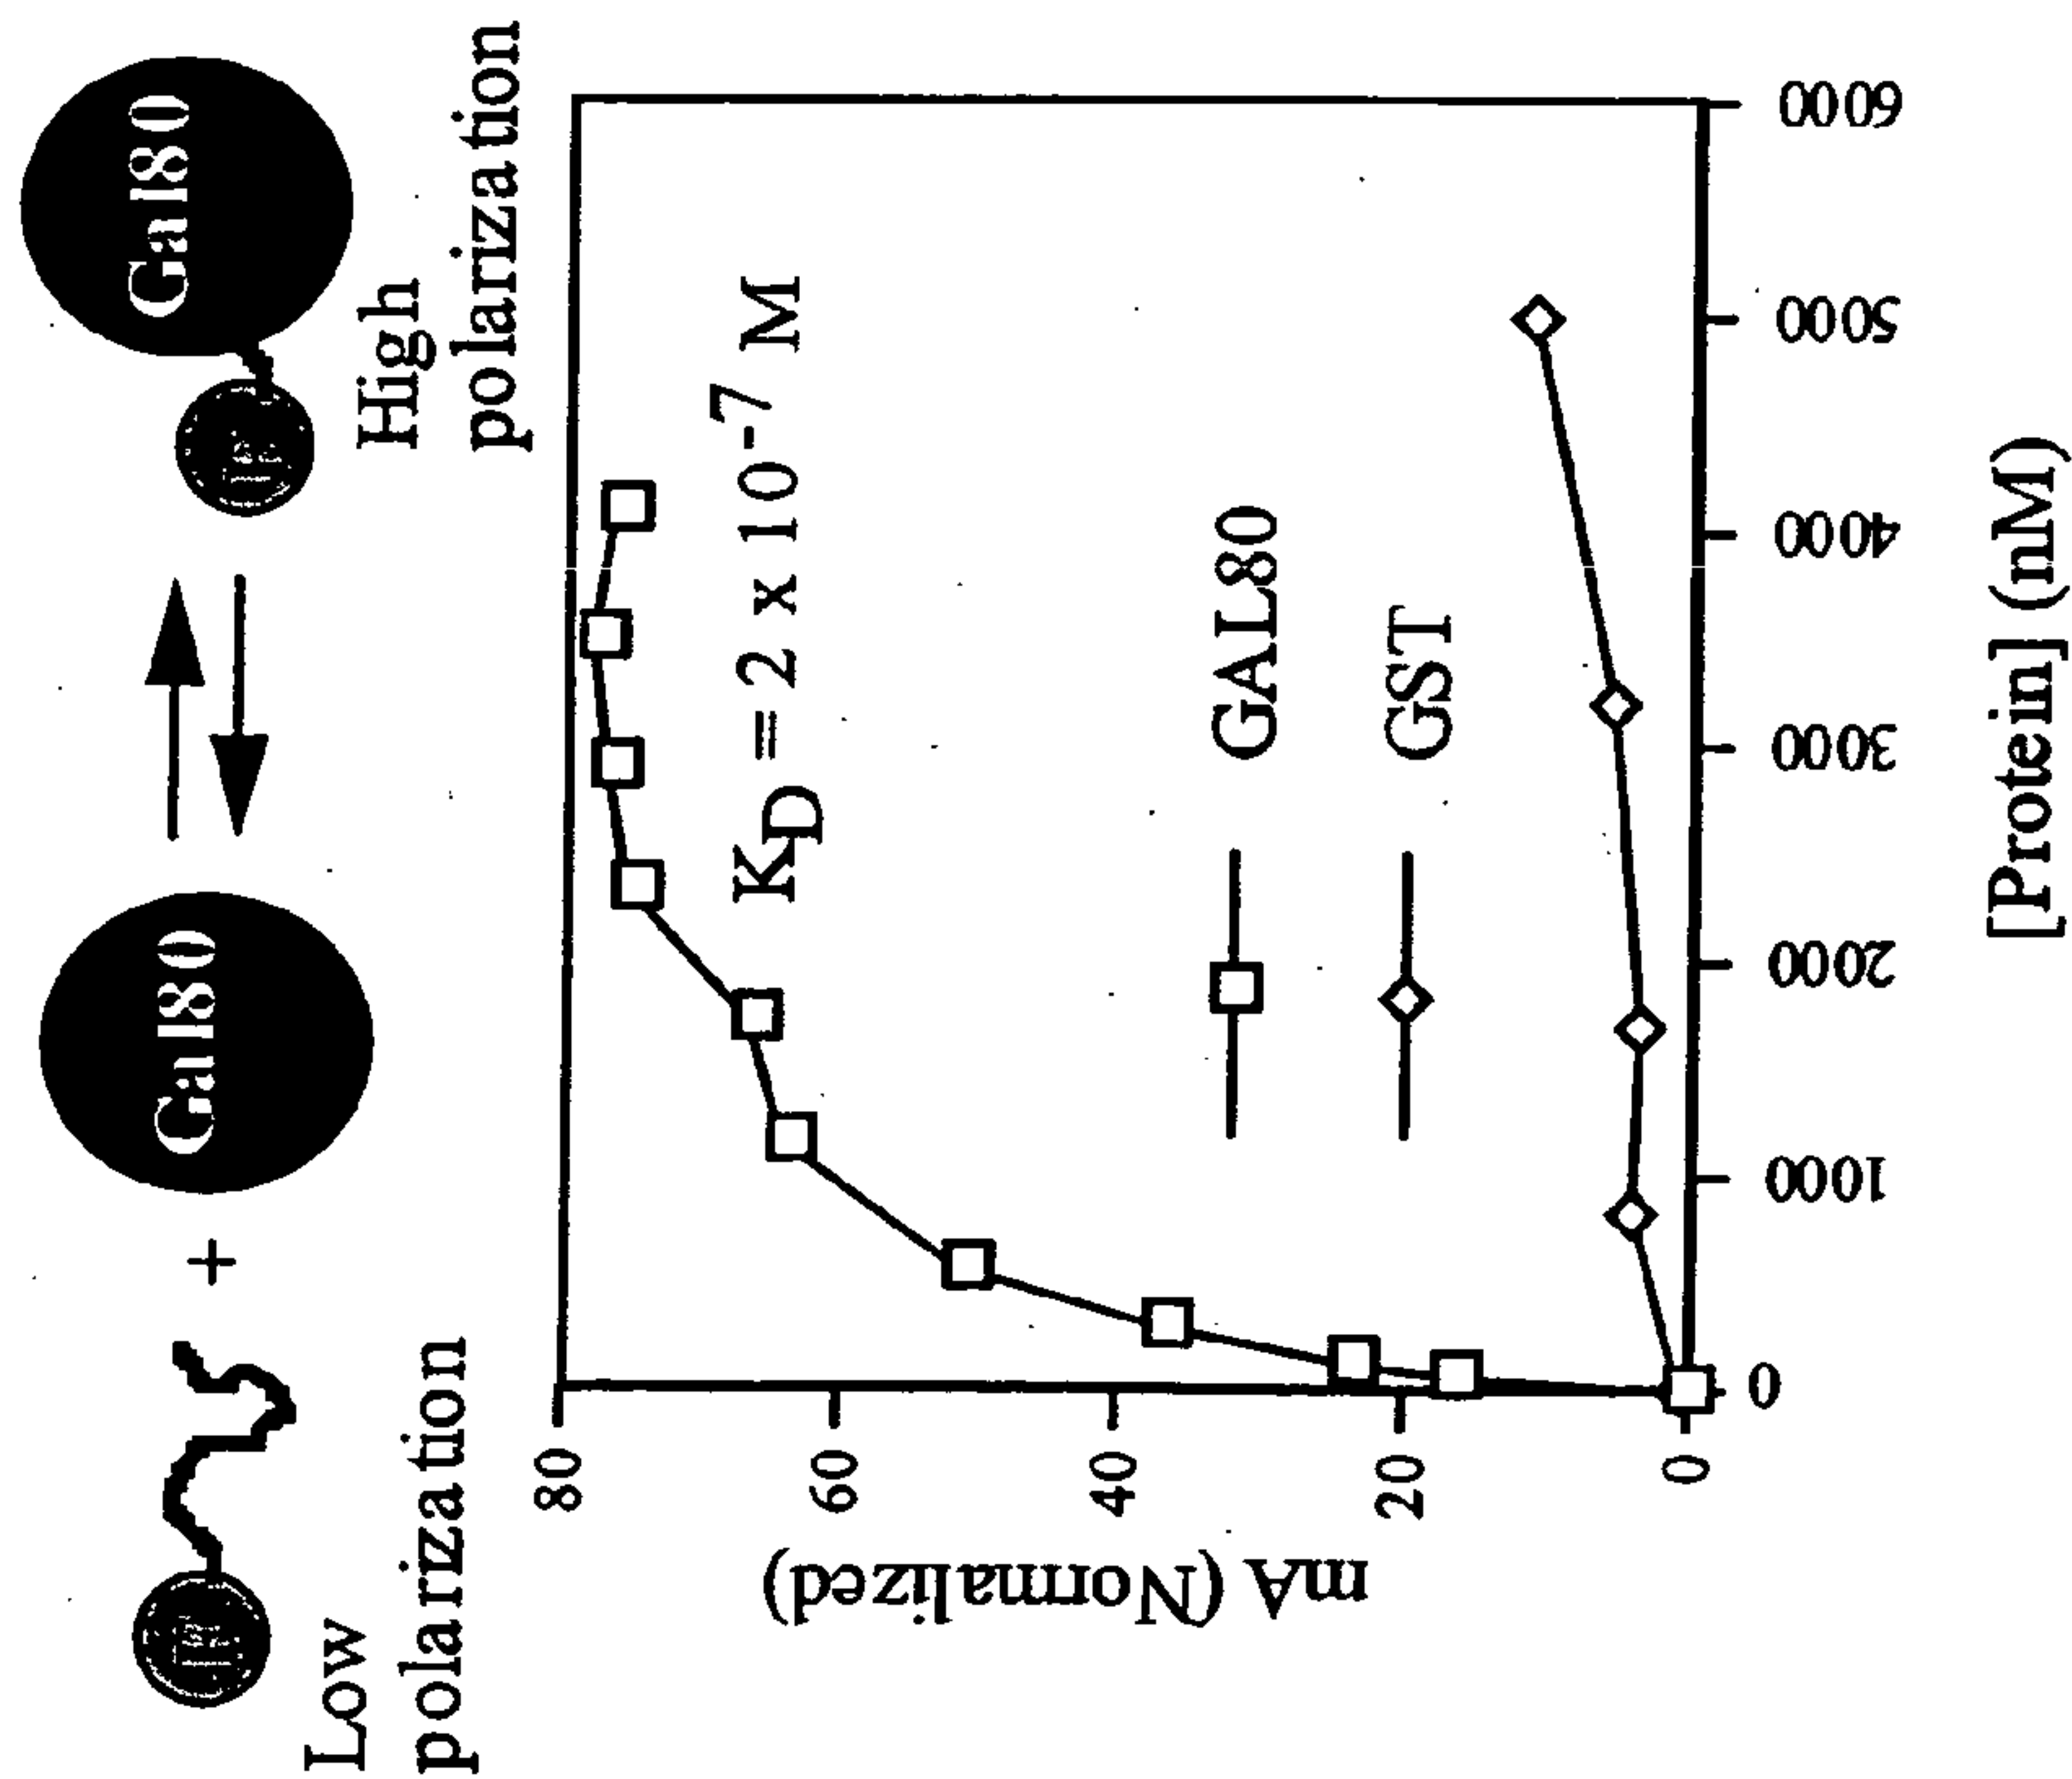 Gal80
+
Gal80
Low
polarization
High
polarization
80
60
40
20
0
mA (Normalized)
K_D = 2 x 10⁻⁷ M
GAL80
GST
0
1000
2000
3000
4000
5000
6000
[Protein] (nM)